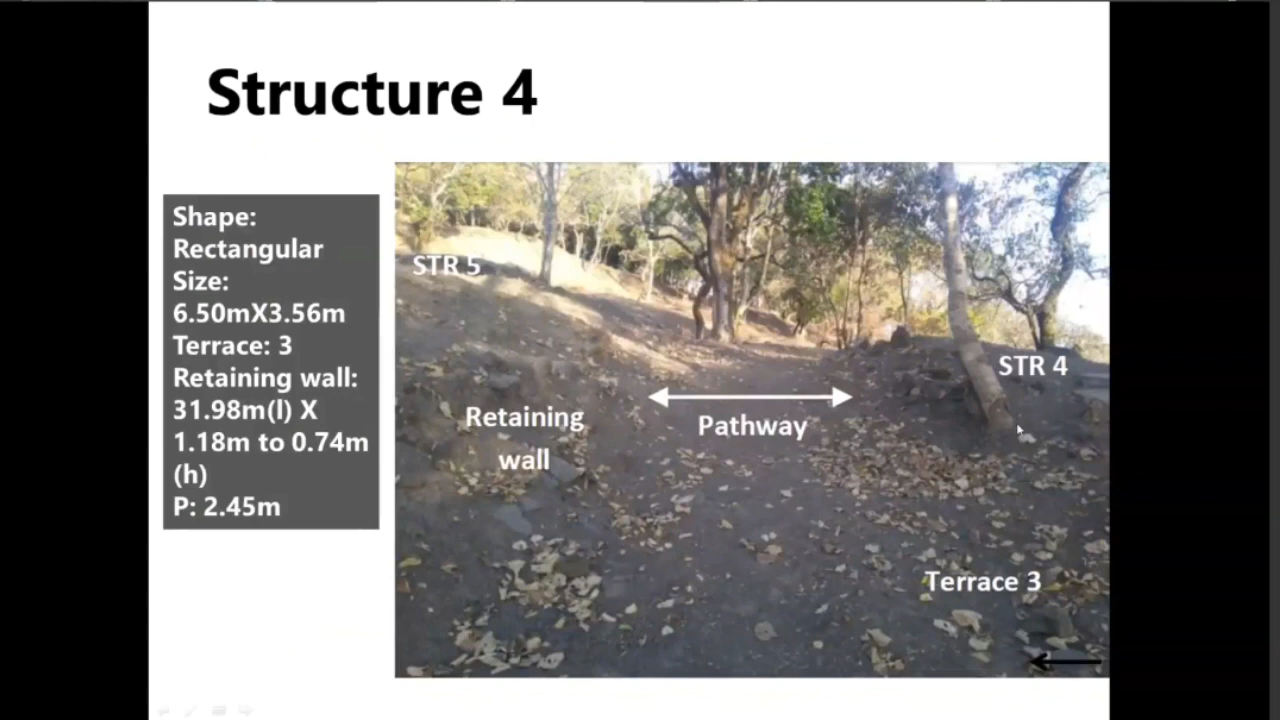 Structure 4
Shape:
Rectangular
Size:
6.50mX3.56m
Terrace: 3
Retaining wall:
31.98m(l) X
1.18m to 0.74m
(h)
P: 2.45m
STR 5
STR 4
Retaining
wall
Pathway
Terrace 3